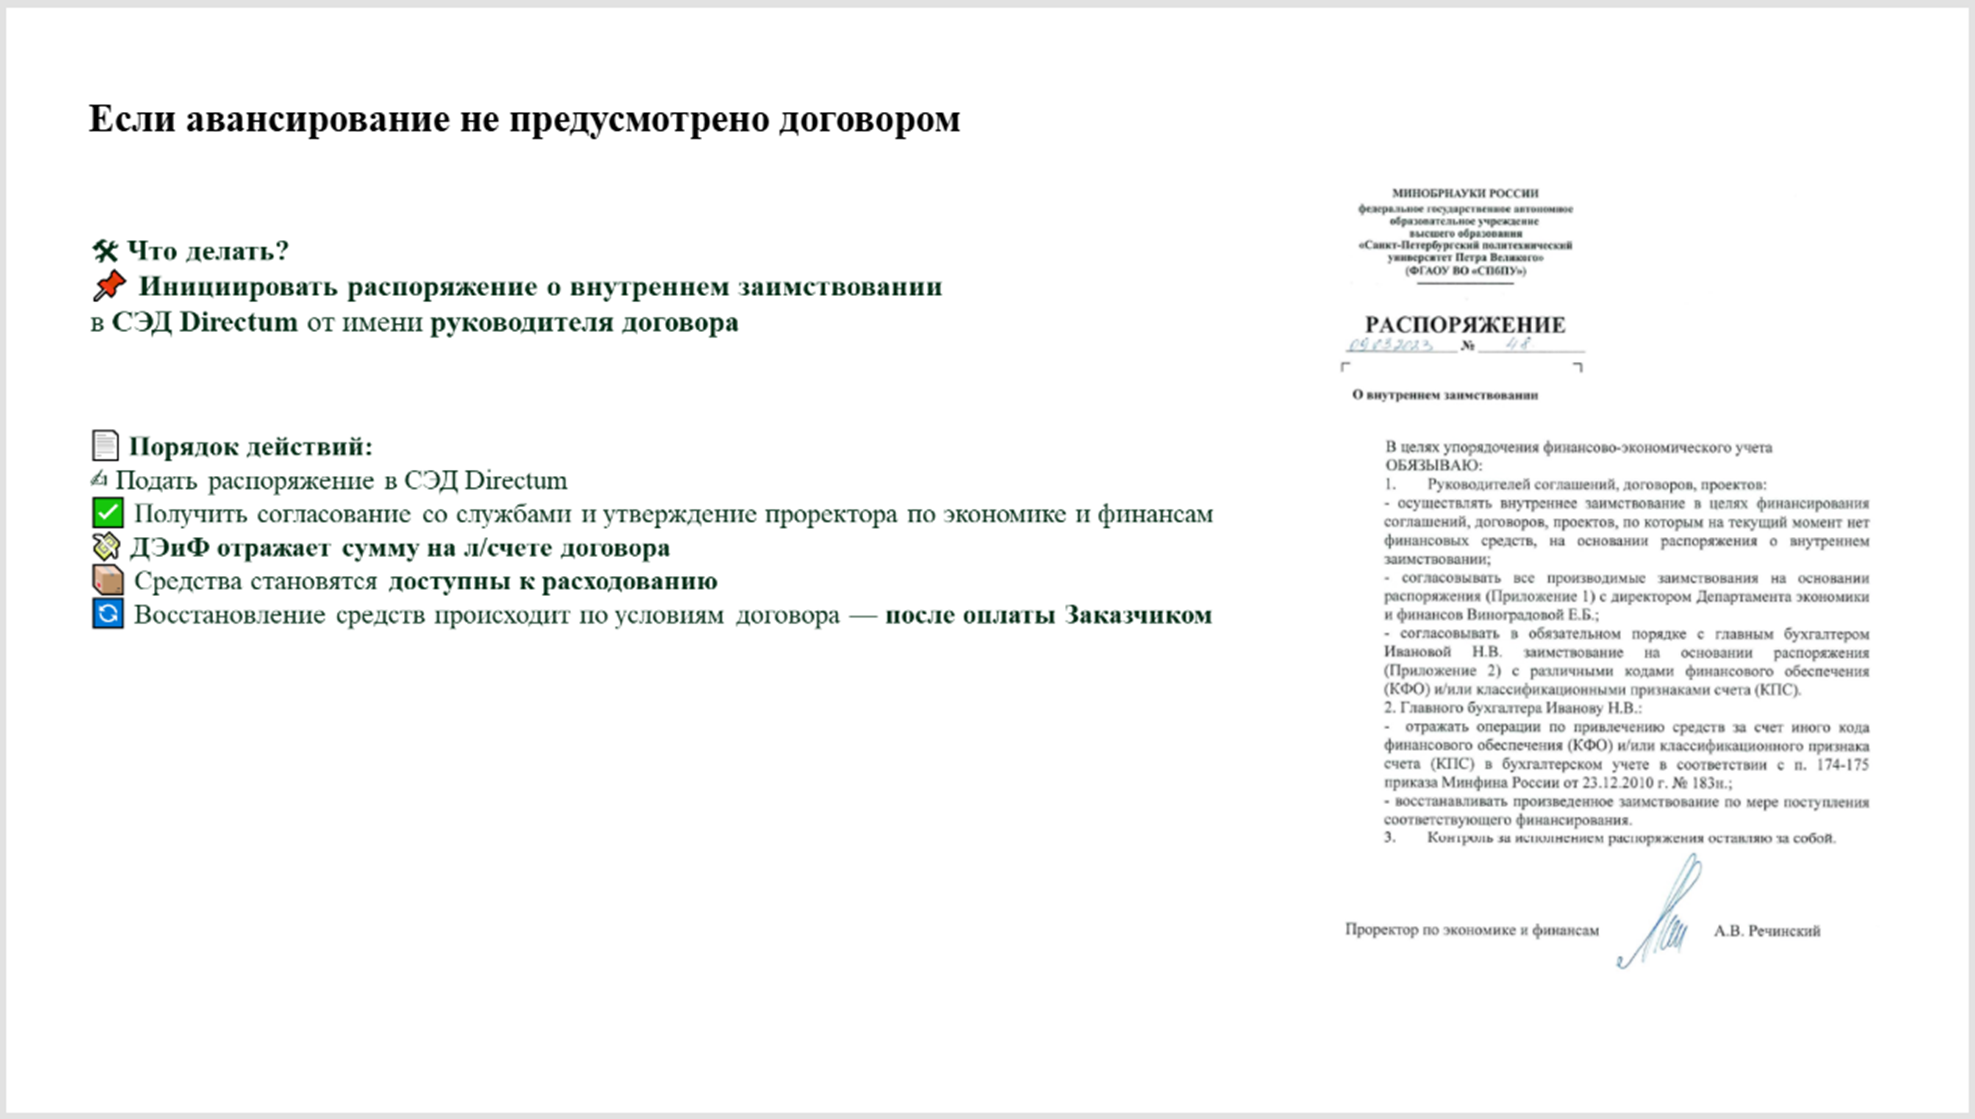 Если авансирование не предусмотрено договором
🛠 Что делать?
📌 Инициировать распоряжение о внутреннем заимствовании
в СЭД Directum от имени руководителя договора
📄 Порядок действий:
✍ Подать распоряжение в СЭД Directum
✅ Получить согласование со службами и утверждение проректора по экономике и финансам
💸 ДЭиФ отражает сумму на л/счете договора
📦 Средства становятся доступны к расходованию
🔄 Восстановление средств происходит по условиям договора — после оплаты Заказчиком
МИНОБРНАУКИ РОССИИ
федеральное государственное автономное
образовательное учреждение
высшего образования
«Санкт-Петербургский политехнический
университет Петра Великого»
(ФГАОУ ВО «СПбПУ»)
РАСПОРЯЖЕНИЕ
09.03.2023 № 48
О внутреннем заимствовании
В целях упорядочения финансово-экономического учета
ОБЯЗЫВАЮ:
1. Руководителей соглашений, договоров, проектов:
- осуществлять внутреннее заимствование в целях финансирования
соглашений, договоров, проектов, по которым на текущий момент нет
финансовых средств, на основании распоряжения о внутреннем
заимствовании;
- согласовывать все производимые заимствования на основании
распоряжения (Приложение 1) с директором Департамента экономики
и финансов Виноградовой Е.Б.;
- согласовывать в обязательном порядке с главным бухгалтером
Ивановой Н.В. заимствование на основании распоряжения
(Приложение 2) с различными кодами финансового обеспечения
(КФО) и/или классификационными признаками счета (КПС).
2. Главного бухгалтера Иванову Н.В.:
- отражать операции по привлечению средств за счет иного кода
финансового обеспечения (КФО) и/или классификационного признака
счета (КПС) в бухгалтерском учете в соответствии с п. 174-175
приказа Минфина России от 23.12.2010 г. № 183н.;
- восстанавливать произведенное заимствование по мере поступления
соответствующего финансирования.
3. Контроль за исполнением распоряжения оставляю за собой.
Проректор по экономике и финансам А.В. Речинский